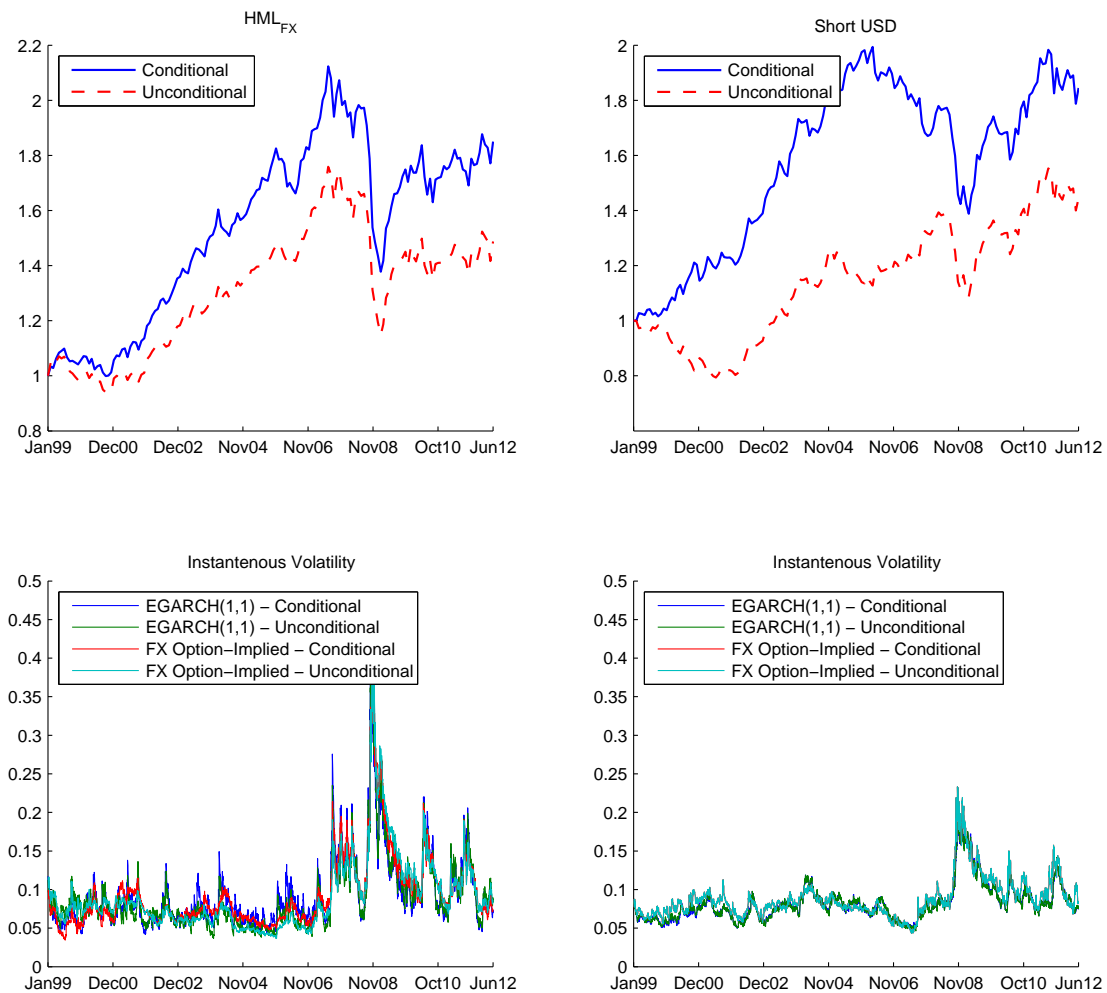 HML_FX
2.2
2
1.8
1.6
1.4
1.2
1
0.8
Conditional
Unconditional
Jan99 Dec00 Dec02 Nov04 Nov06 Nov08 Oct10 Jun12
Short USD
2
1.8
1.6
1.4
1.2
1
0.8
Conditional
Unconditional
Jan99 Dec00 Dec02 Nov04 Nov06 Nov08 Oct10 Jun12
Instantenous Volatility
0.5
0.45
0.4
0.35
0.3
0.25
0.2
0.15
0.1
0.05
0
EGARCH(1,1) − Conditional
EGARCH(1,1) − Unconditional
FX Option−Implied − Conditional
FX Option−Implied − Unconditional
Jan99 Dec00 Dec02 Nov04 Nov06 Nov08 Oct10 Jun12
Instantenous Volatility
0.5
0.45
0.4
0.35
0.3
0.25
0.2
0.15
0.1
0.05
0
EGARCH(1,1) − Conditional
EGARCH(1,1) − Unconditional
FX Option−Implied − Conditional
FX Option−Implied − Unconditional
Jan99 Dec00 Dec02 Nov04 Nov06 Nov08 Oct10 Jun12